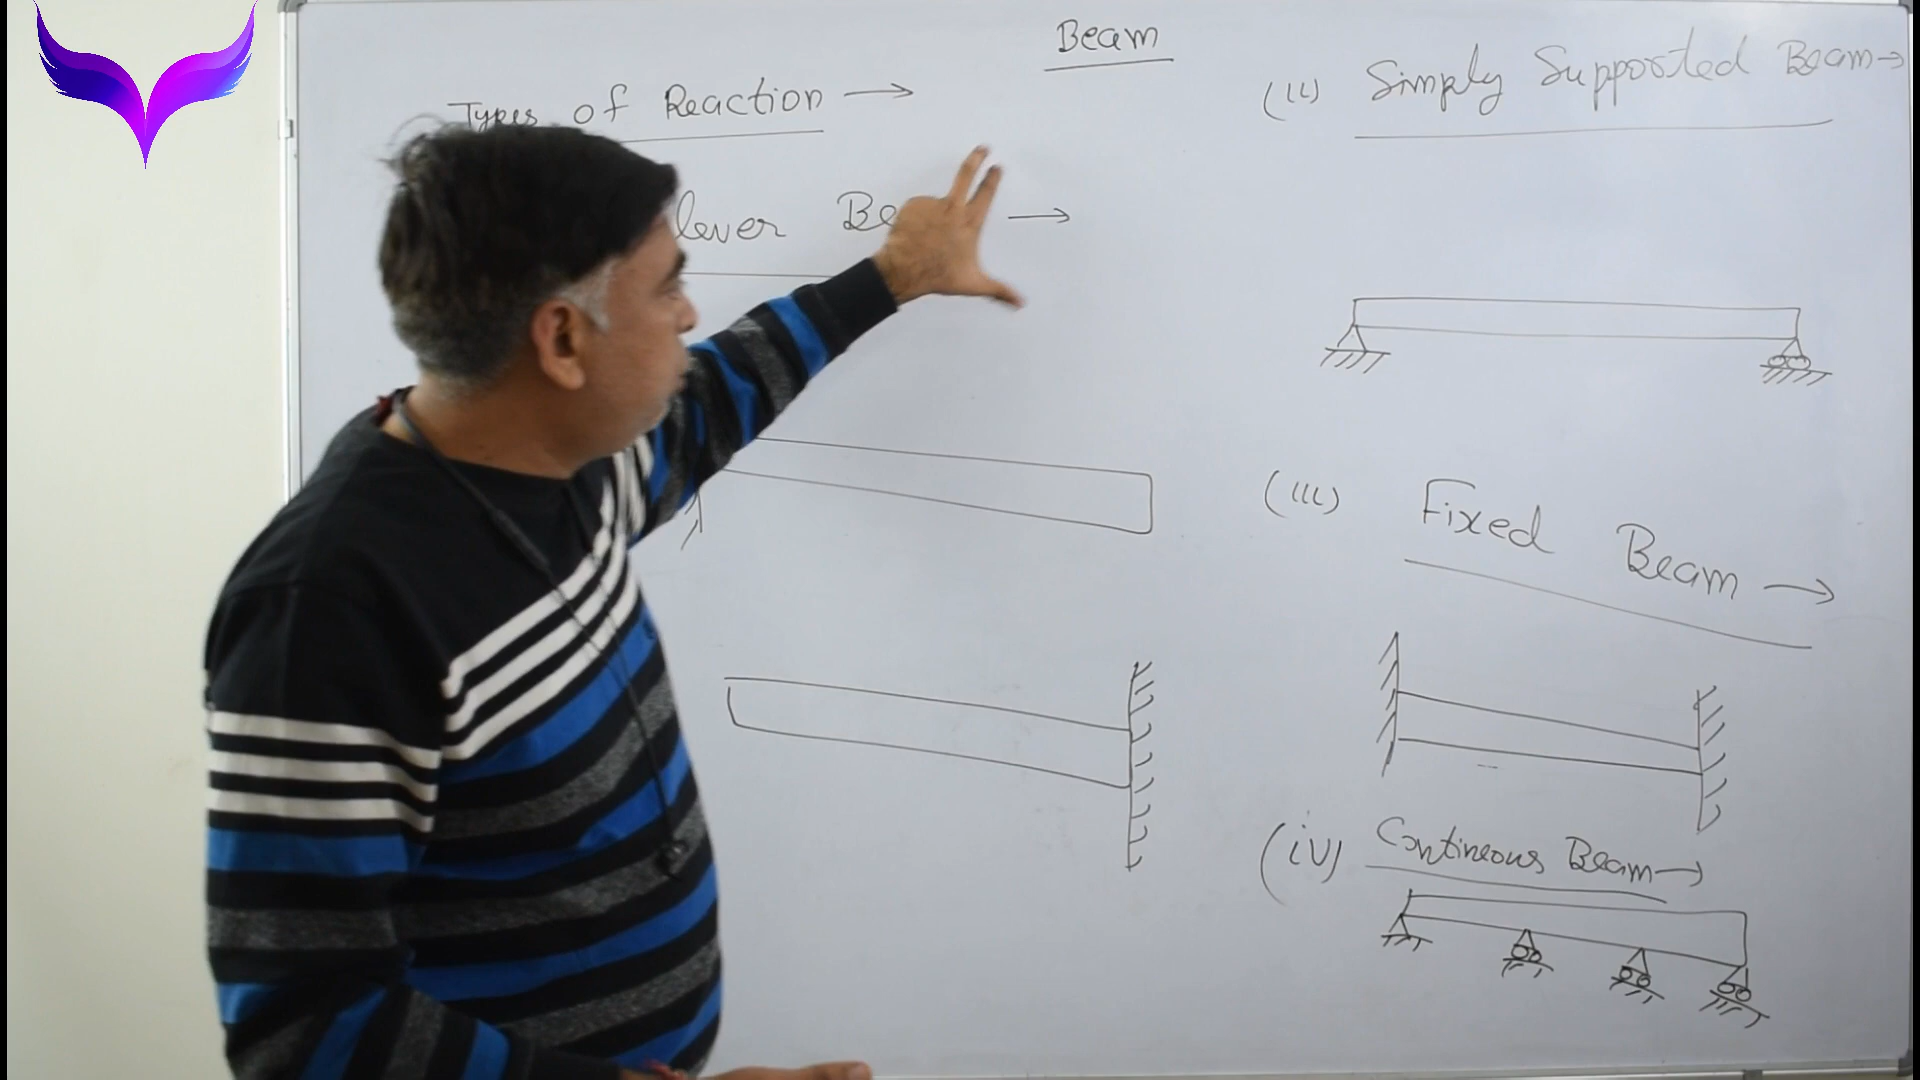 Beam
Types of Reaction →
lever Be →
(ii) Simply Supported Beam →
(iii) Fixed Beam →
(iv) Contineous Beam →